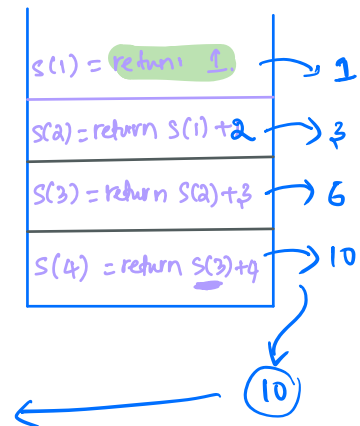 S(1) = return 1. → 1
S(2) = return S(1)+2 → 3
S(3) = return S(2)+3 → 6
S(4) = return S(3)+4 → 10
10